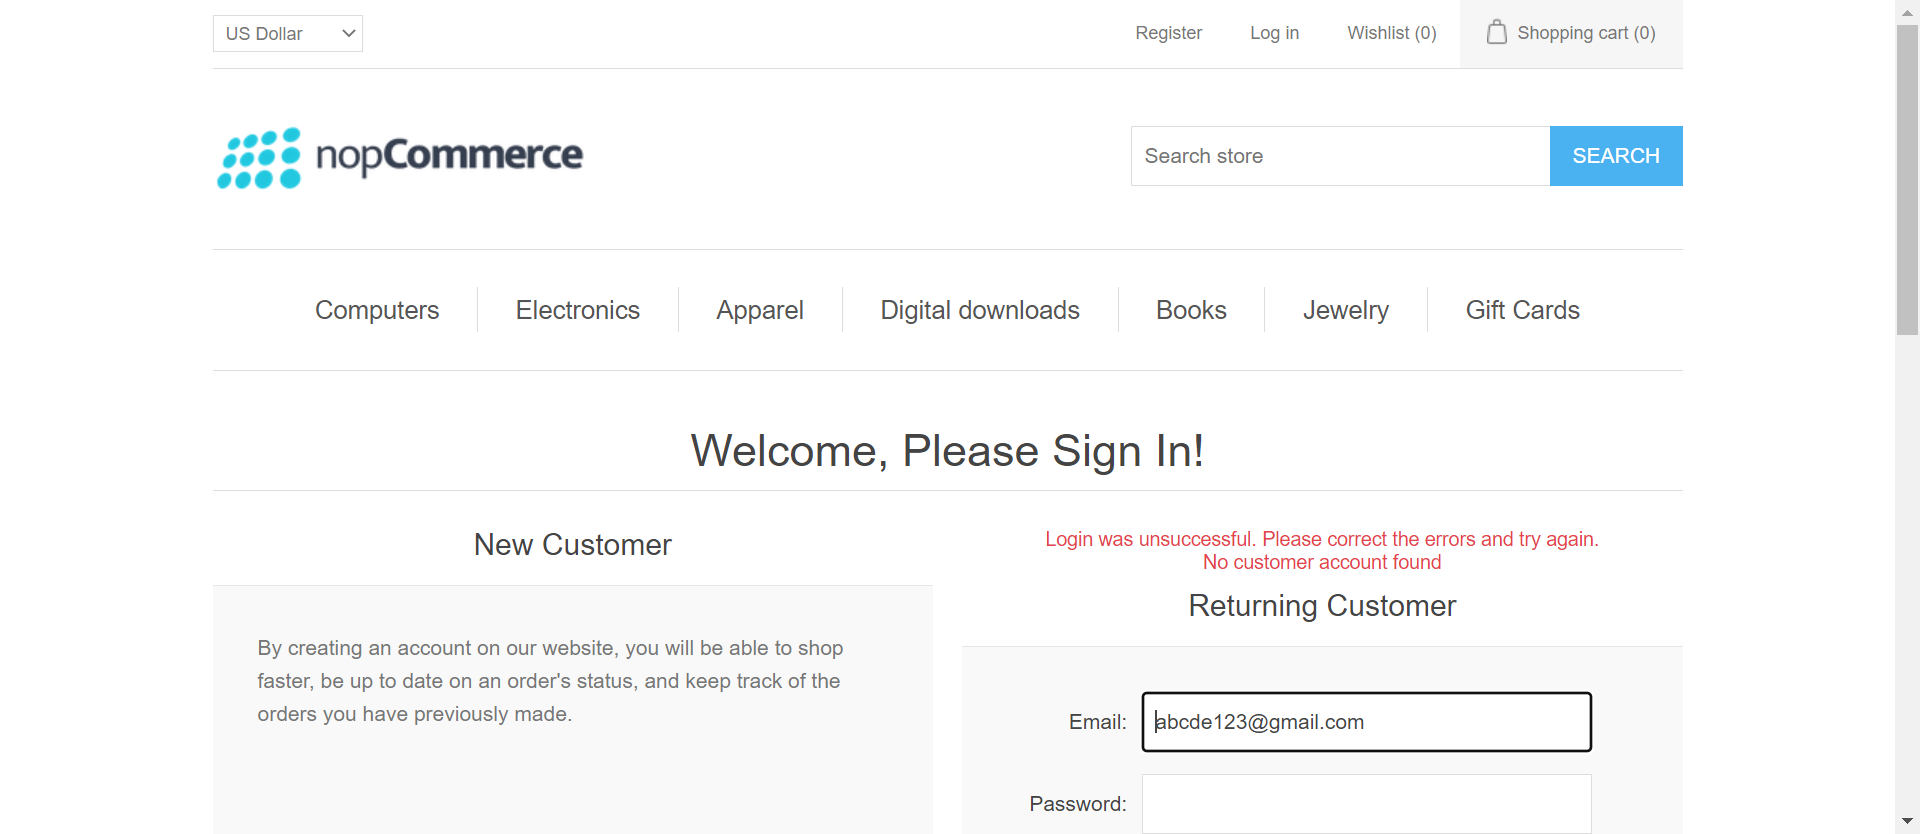 US Dollar
Register
Log in
Wishlist (0)
Shopping cart (0)
nopCommerce
Search store
SEARCH
Computers
Electronics
Apparel
Digital downloads
Books
Jewelry
Gift Cards
Welcome, Please Sign In!
New Customer
By creating an account on our website, you will be able to shop
faster, be up to date on an order's status, and keep track of the
orders you have previously made.
Login was unsuccessful. Please correct the errors and try again.
No customer account found
Returning Customer
Email:
abcde123@gmail.com
Password: